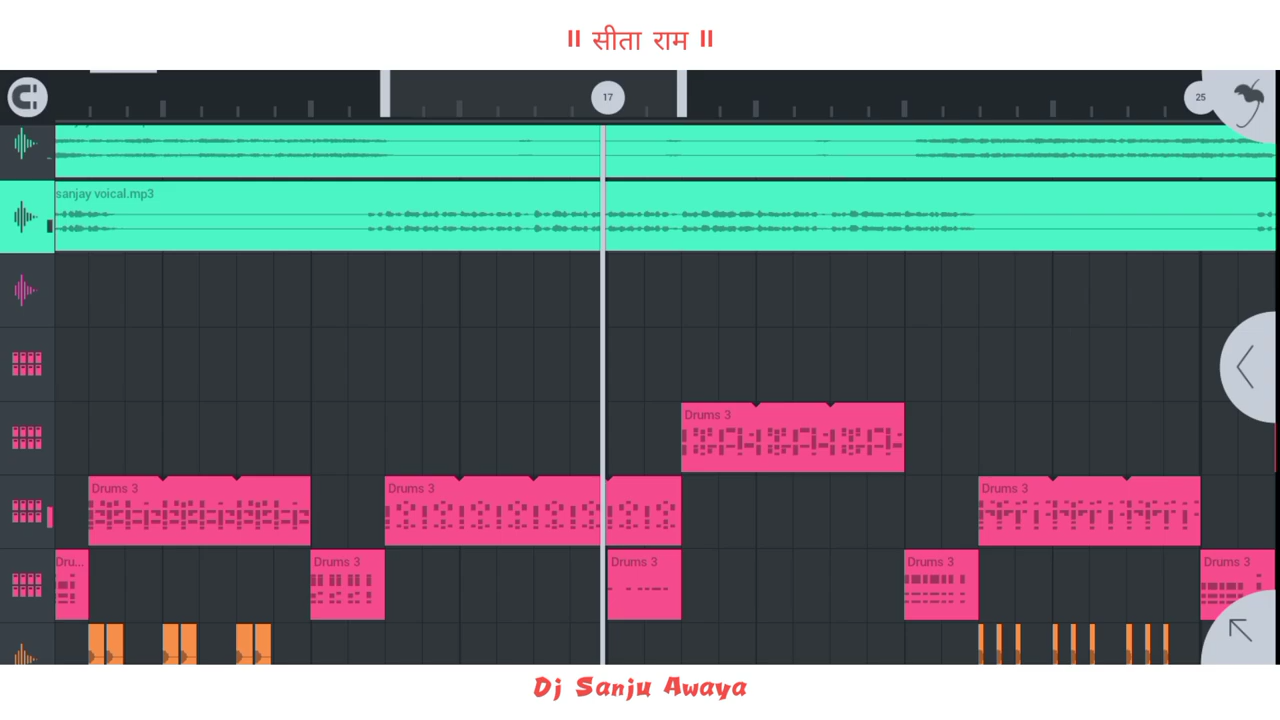 ॥ सीता राम ॥
17
25
sanjay voical.mp3
Drums 3
Drums 3
Drums 3
Drums 3
Dru...
Drums 3
Drums 3
Drums 3
Drums 3
Dj Sanju Awaya